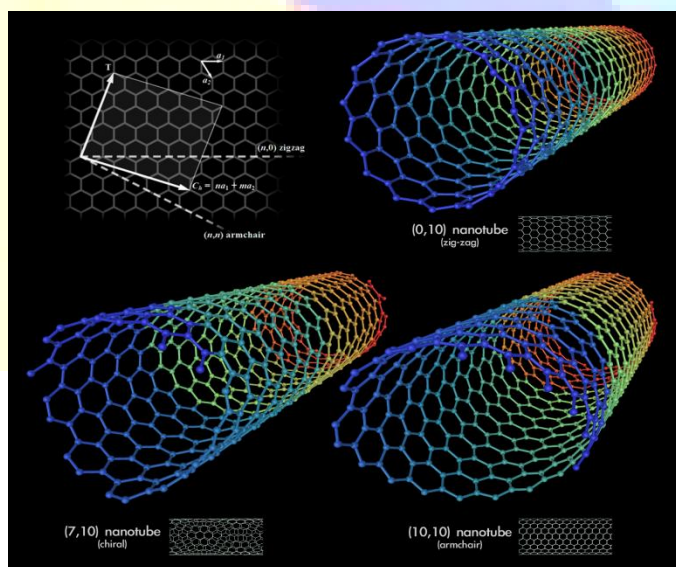 T
a₁
a₂
(n,0) zigzag
Cₕ = na₁ + ma₂
(n,n) armchair
(0,10) nanotube
(zig-zag)
(7,10) nanotube
(chiral)
(10,10) nanotube
(armchair)